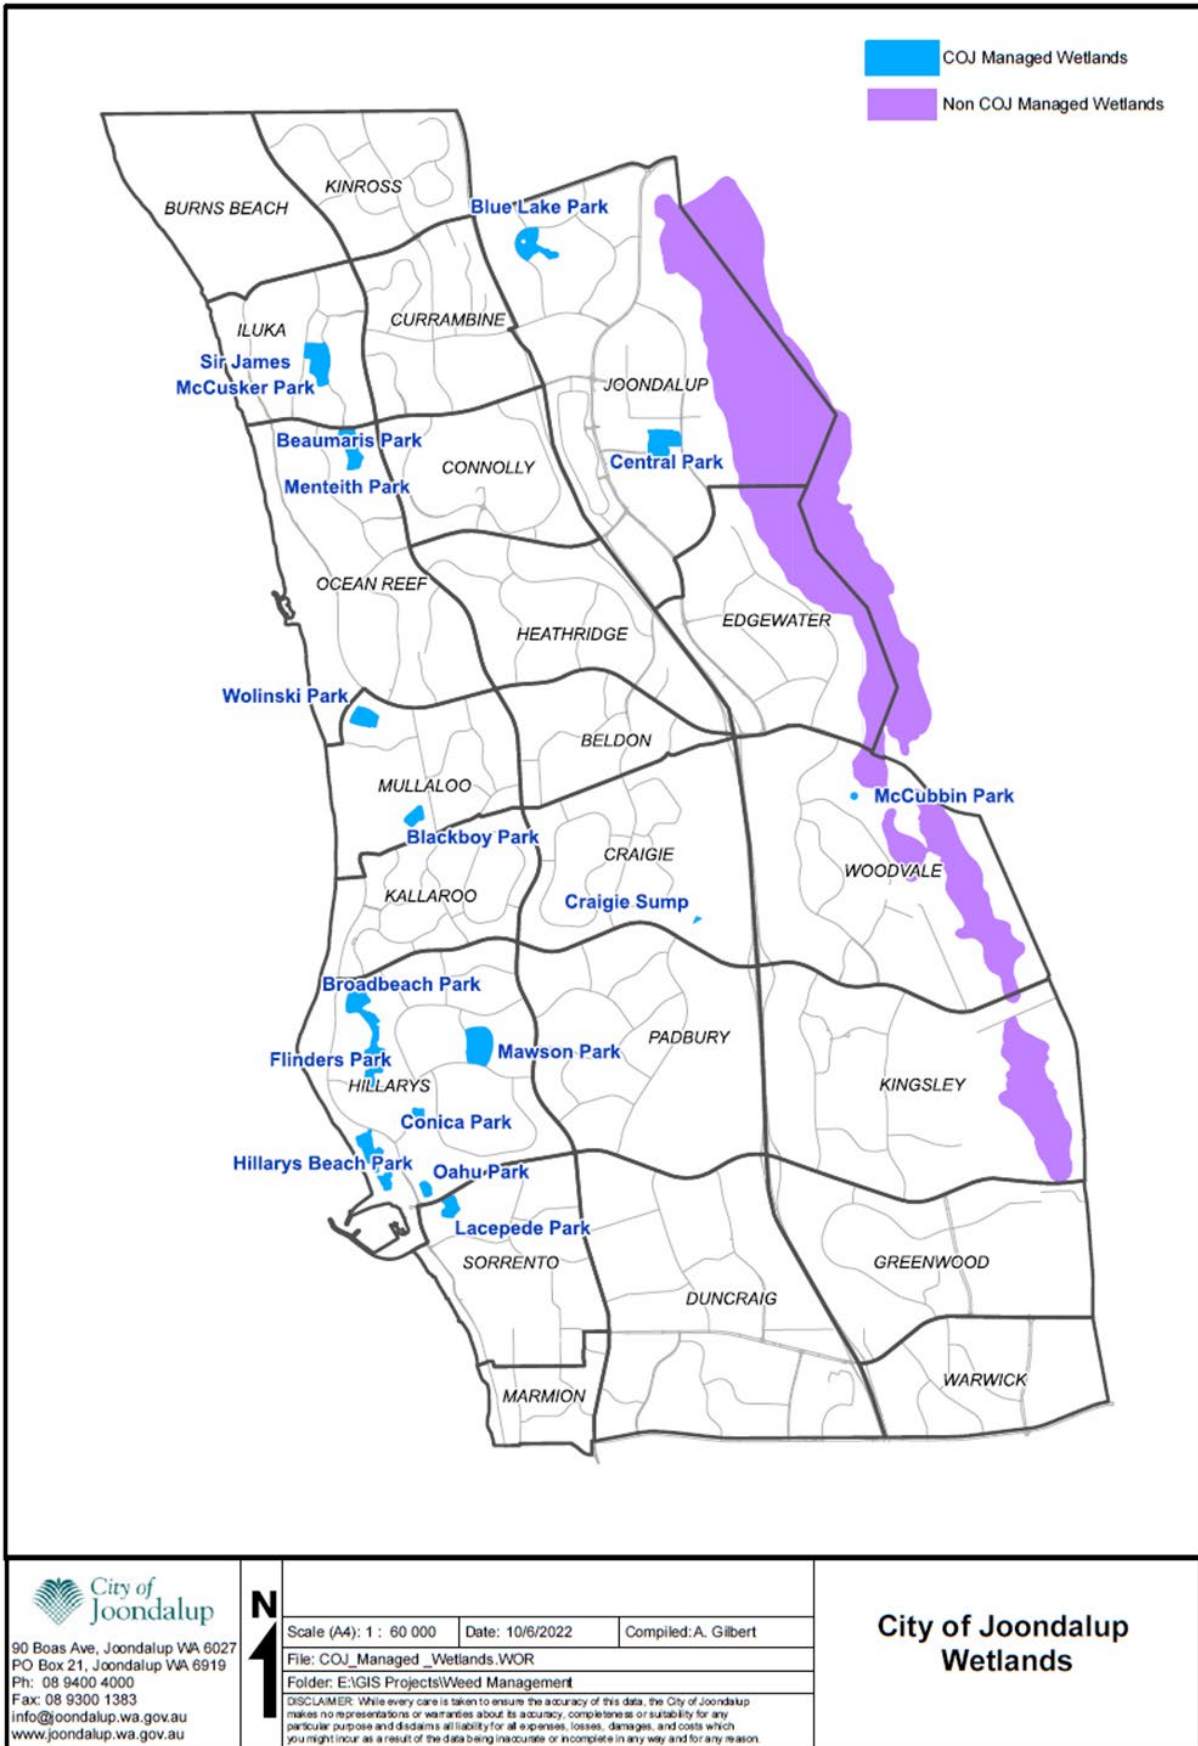 COJ Managed Wetlands
Non COJ Managed Wetlands
KINROSS
BURNS BEACH
Blue Lake Park
CURRAMBINE
ILUKA
Sir James
McCusker Park
JOONDALUP
Beaumaris Park
CONNOLLY
Central Park
Menteith Park
OCEAN REEF
EDGEWATER
HEATHRIDGE
Wolinski Park
BELDON
MULLALOO
McCubbin Park
Blackboy Park
CRAIGIE
WOODVALE
KALLAROO
Craigie Sump
Broadbeach Park
PADBURY
Mawson Park
Flinders Park
HILLARYS
KINGSLEY
Conica Park
Hillarys Beach Park
Oahu Park
Lacepede Park
SORRENTO
GREENWOOD
DUNCRAIG
WARWICK
MARMION
City of
Joondalup
90 Boas Ave, Joondalup WA 6027
PO Box 21, Joondalup WA 6919
Ph: 08 9400 4000
Fax: 08 9300 1383
info@joondalup.wa.gov.au
www.joondalup.wa.gov.au
N
Scale (A4): 1 : 60 000
Date: 10/6/2022
Compiled: A. Gilbert
File: COJ_Managed _Wetlands.WOR
Folder: E:\GIS Projects\Weed Management
DISCLAIMER: While every care is taken to ensure the accuracy of this data, the City of Joondalup
makes no representations or warranties about its accuracy, completeness or suitability for any
particular purpose and disclaims all liability for all expenses, losses, damages, and costs which
you might incur as a result of the data being inaccurate or incomplete in any way and for any reason.
City of Joondalup
Wetlands